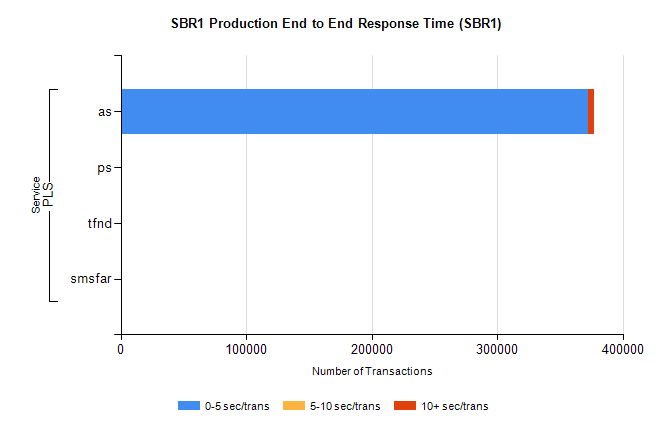 SBR1 Production End to End Response Time (SBR1)
Service
PLS
as
ps
tfnd
smsfar
0 100000 200000 300000 400000
Number of Transactions
0-5 sec/trans 5-10 sec/trans 10+ sec/trans